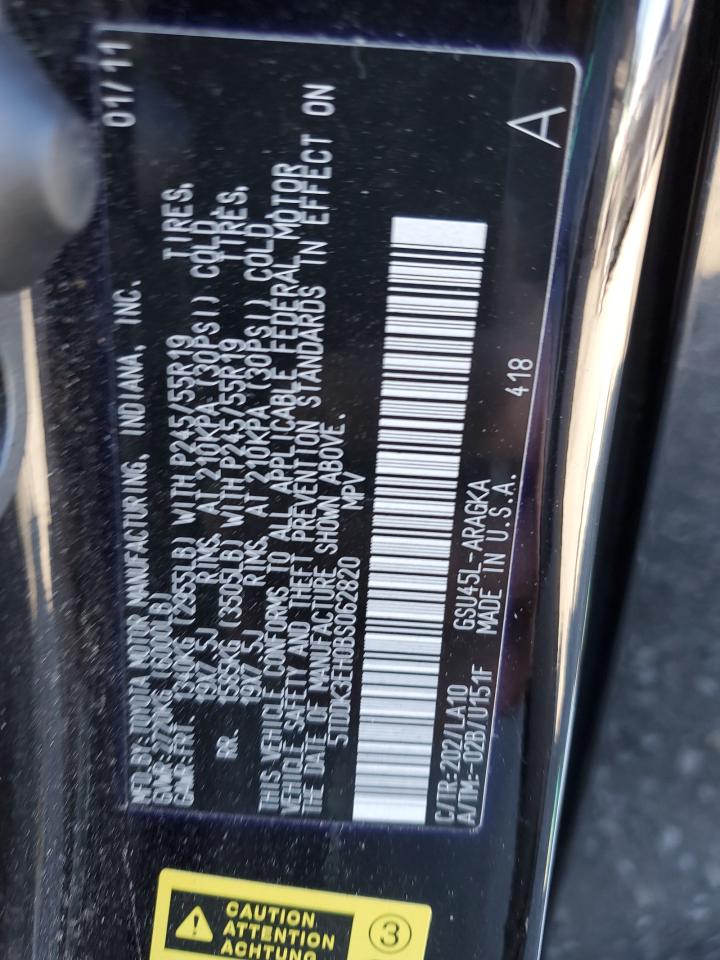 MFD.BY:TOYOTA MOTOR MANUFACTURING, INDIANA, INC. 01/11
GVWR:2720KG (6000LB)
GAWR:FRT. 1340KG (2955LB) WITH P245/55R19 TIRES,
19X7.5J RIMS, AT 210KPA (30PSI) COLD
RR. 1589KG (3505LB) WITH P245/55R19 TIRES,
19X7.5J RIMS, AT 210KPA (30PSI) COLD
THIS VEHICLE CONFORMS TO ALL APPLICABLE FEDERAL MOTOR
VEHICLE SAFETY AND THEFT PREVENTION STANDARDS IN EFFECT ON
THE DATE OF MANUFACTURE SHOWN ABOVE.
5TDDK3EH0BS062820 MPV
C/TR:202/LA10 GSU45L-ARAGKA 418
A/TM:-02B/U151F MADE IN U.S.A. A
CAUTION
ATTENTION
ACHTUNG
3